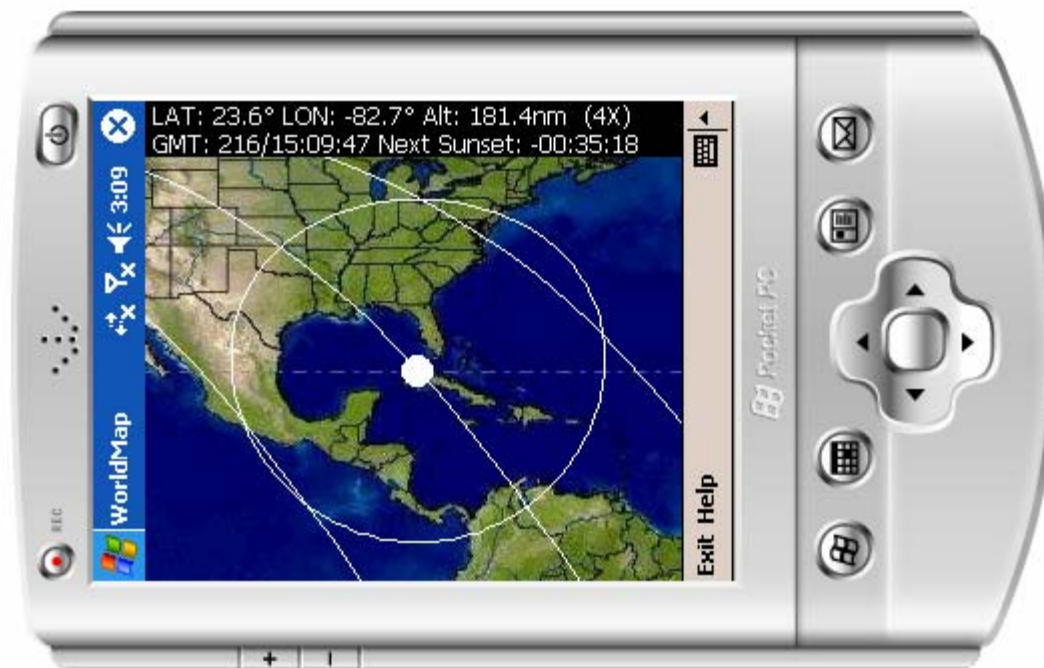 REC
WorldMap
3:09
LAT: 23.6° LON: -82.7° Alt: 181.4nm (4X)
GMT: 216/15:09:47 Next Sunset: -00:35:18
Exit Help
Pocket PC